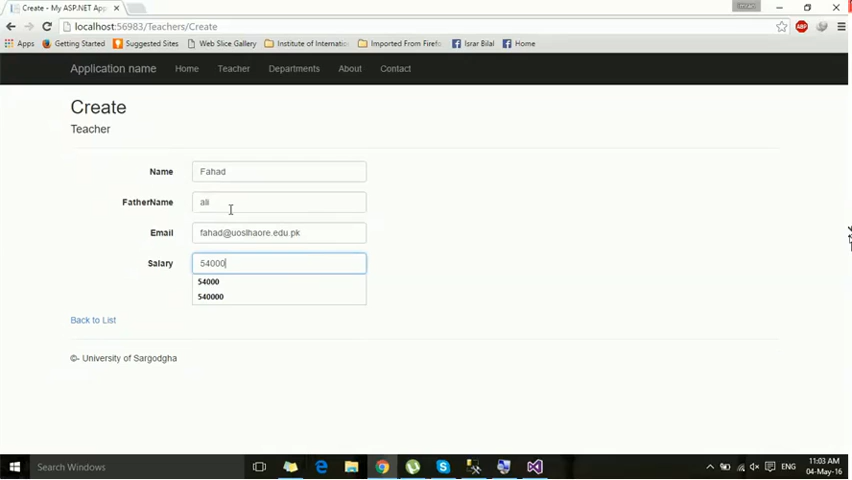 Create - My ASP.NET App
localhost:56983/Teachers/Create
Apps Getting Started Suggested Sites Web Slice Gallery Institute of Internatio Imported From Firefo Israr Bilal Home
Application name Home Teacher Departments About Contact
Create
Teacher
Name Fahad
FatherName ali
Email fahad@uoslhaore.edu.pk
Salary 54000
54000
540000
Back to List
©- University of Sargodgha
Search Windows
ENG
11:03 AM
04-May-16